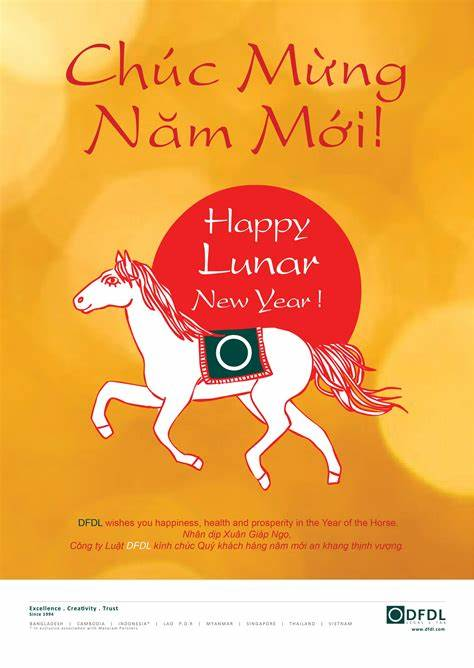 Chúc Mừng
Năm Mới!
Happy
Lunar
New Year !
DFDL wishes you happiness, health and prosperity in the Year of the Horse.
Nhân dịp Xuân Giáp Ngọ,
Công ty Luật DFDL kính chúc Quý khách hàng năm mới an khang thịnh vượng.
Excellence . Creativity . Trust
Since 1994
BANGLADESH | CAMBODIA | INDONESIA* | LAO P.D.R | MYANMAR | SINGAPORE | THAILAND | VIETNAM
* In exclusive association with Mataram Partners
DFDL
LEGAL & TAX
www.dfdl.com